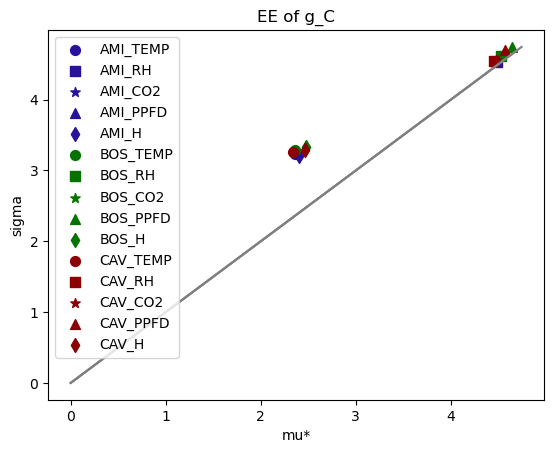 EE of g_C
sigma
4
3
2
1
0
AMI_TEMP
AMI_RH
AMI_CO2
AMI_PPFD
AMI_H
BOS_TEMP
BOS_RH
BOS_CO2
BOS_PPFD
BOS_H
CAV_TEMP
CAV_RH
CAV_CO2
CAV_PPFD
CAV_H
0 1 2 3 4
mu*